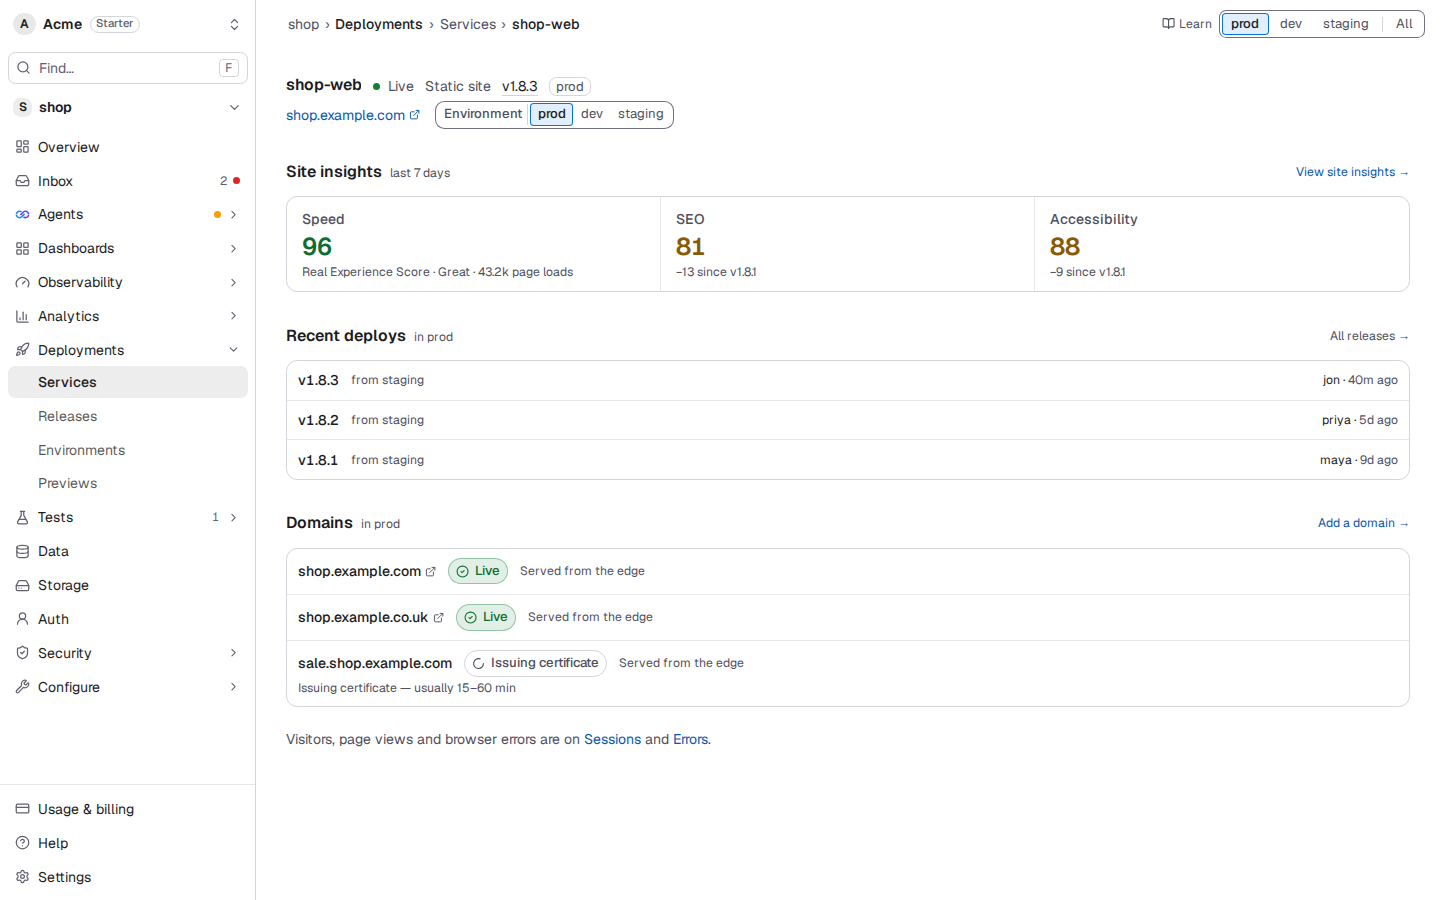 A Acme Starter
Find... F
S shop
Overview
Inbox 2
Agents
Dashboards
Observability
Analytics
Deployments
Services
Releases
Environments
Previews
Tests 1
Data
Storage
Auth
Security
Configure
Usage & billing
Help
Settings
shop › Deployments › Services › shop-web
Learn prod dev staging All
shop-web Live Static site v1.8.3 prod
shop.example.com Environment prod dev staging
Site insights last 7 days View site insights →
Speed
96
Real Experience Score · Great · 43.2k page loads
SEO
81
−13 since v1.8.1
Accessibility
88
−9 since v1.8.1
Recent deploys in prod All releases →
v1.8.3 from staging jon · 40m ago
v1.8.2 from staging priya · 5d ago
v1.8.1 from staging maya · 9d ago
Domains in prod Add a domain →
shop.example.com Live Served from the edge
shop.example.co.uk Live Served from the edge
sale.shop.example.com Issuing certificate Served from the edge
Issuing certificate — usually 15–60 min
Visitors, page views and browser errors are on Sessions and Errors.